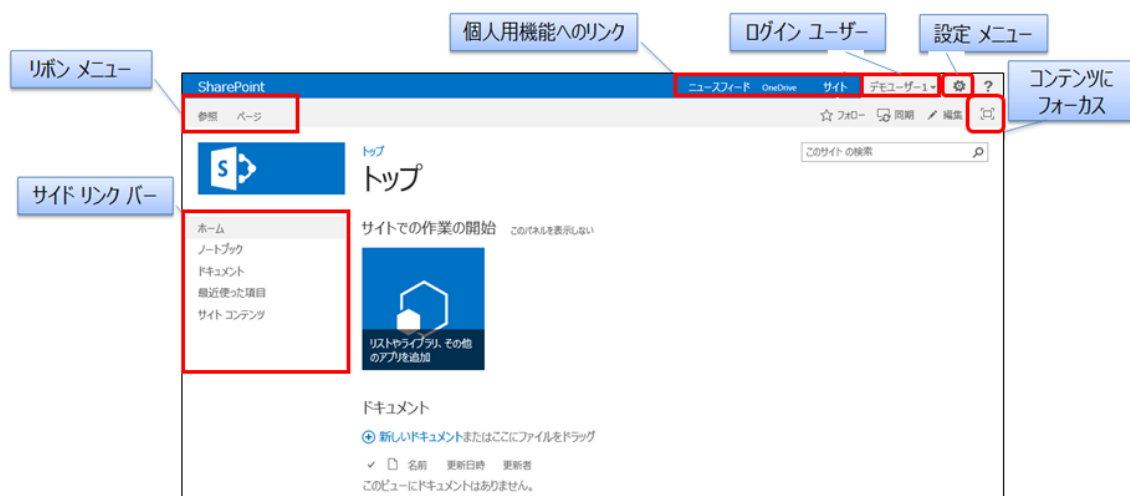 個人用機能へのリンク
ログイン ユーザー
設定 メニュー
リボン メニュー
コンテンツに
フォーカス
SharePoint
ニュースフィード OneDrive サイト デモユーザー1 ?
参照 ページ
フォロー 同期 編集
トップ
このサイト の検索
トップ
サイド リンク バー
ホーム
ノートブック
ドキュメント
最近使った項目
サイト コンテンツ
サイトでの作業の開始 このパネルを表示しない
リストやライブラリ、その他
のアプリを追加
ドキュメント
新しいドキュメントまたはここにファイルをドラッグ
名前 更新日時 更新者
このビューにドキュメントはありません。